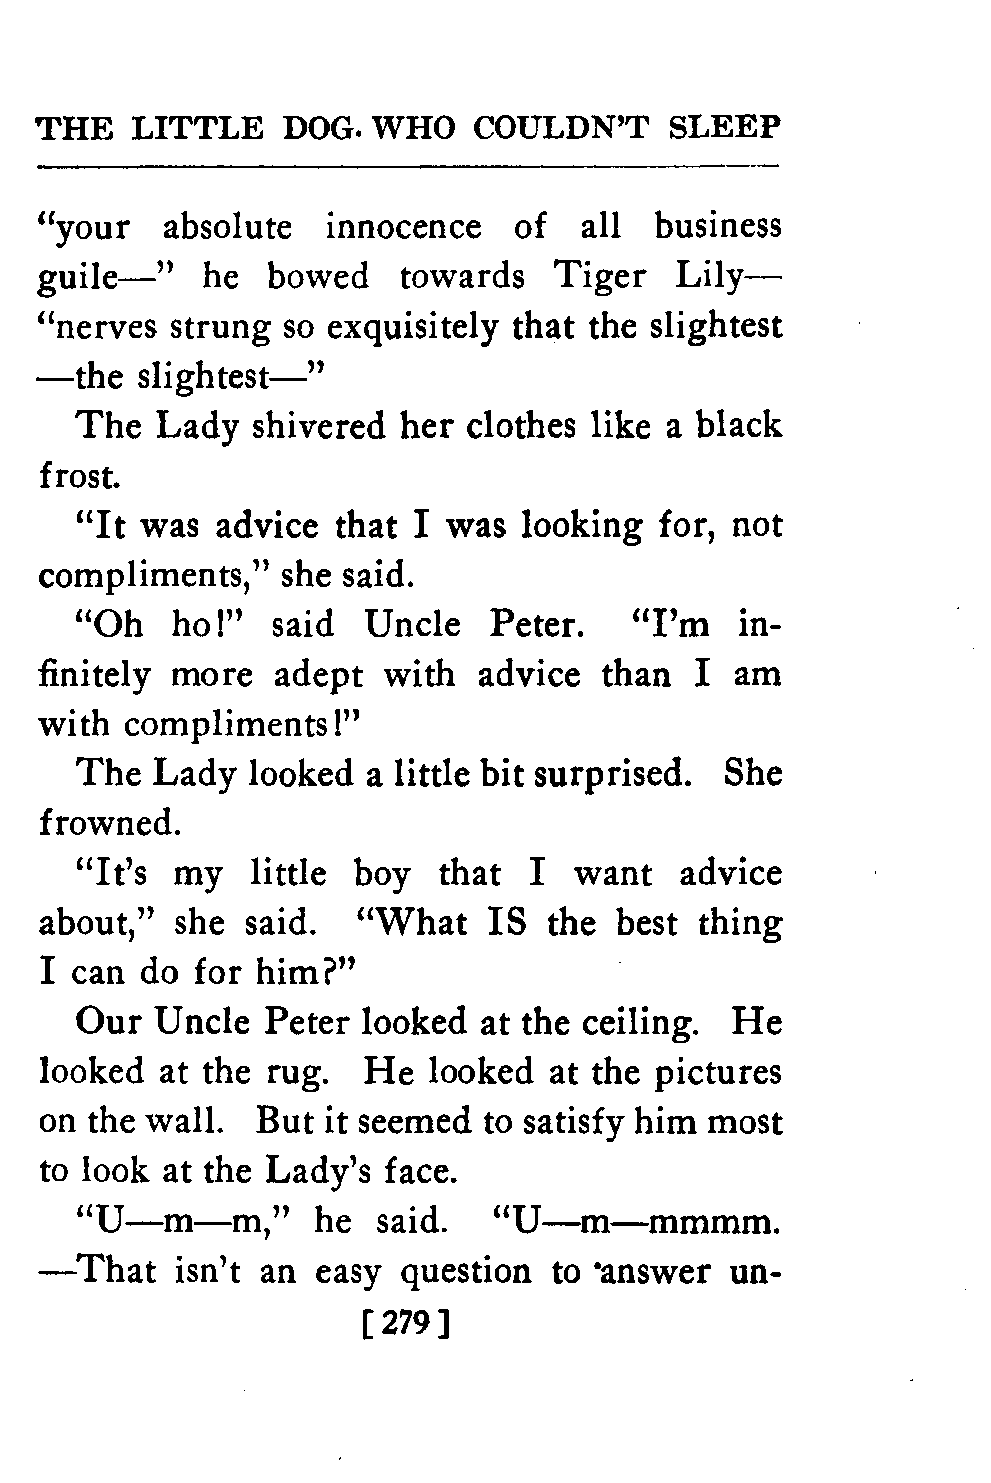 THE LITTLE DOG. WHO COULDN'T SLEEP
"your absolute innocence of all business
guile—" he bowed towards Tiger Lily—
"nerves strung so exquisitely that the slightest
—the slightest—"
The Lady shivered her clothes like a black
frost.
"It was advice that I was looking for, not
compliments," she said.
"Oh ho!" said Uncle Peter. "I'm in-
finitely more adept with advice than I am
with compliments!"
The Lady looked a little bit surprised. She
frowned.
"It's my little boy that I want advice
about," she said. "What IS the best thing
I can do for him?"
Our Uncle Peter looked at the ceiling. He
looked at the rug. He looked at the pictures
on the wall. But it seemed to satisfy him most
to look at the Lady's face.
"U—m—m," he said. "U—m—mmmm.
—That isn't an easy question to answer un-
[279]